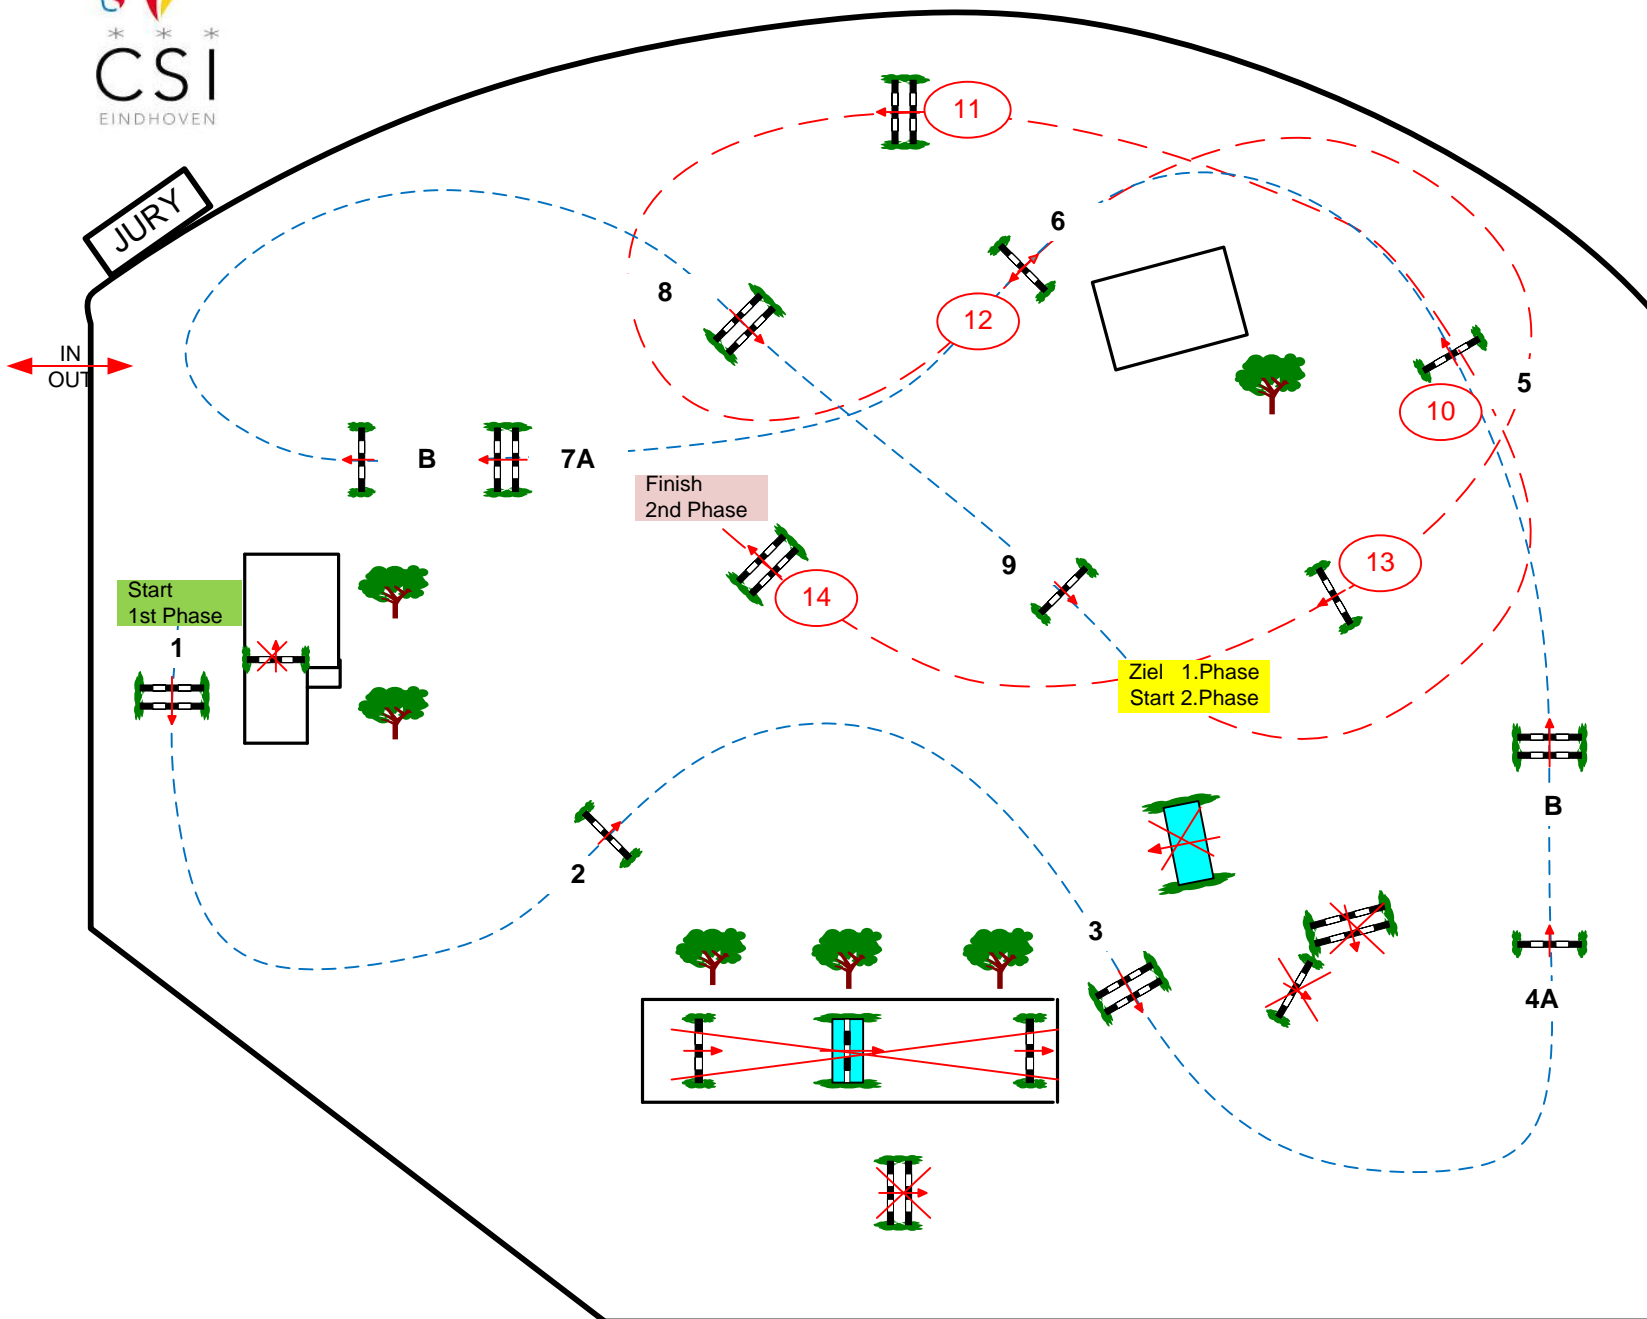 * * *
CSI
EINDHOVEN
JURY
11
6
8
12
IN
OUT
5
10
B
7A
Finish
2nd Phase
9
13
Start
1st Phase
14
1
Ziel 1.Phase
Start 2.Phase
B
2
3
4A